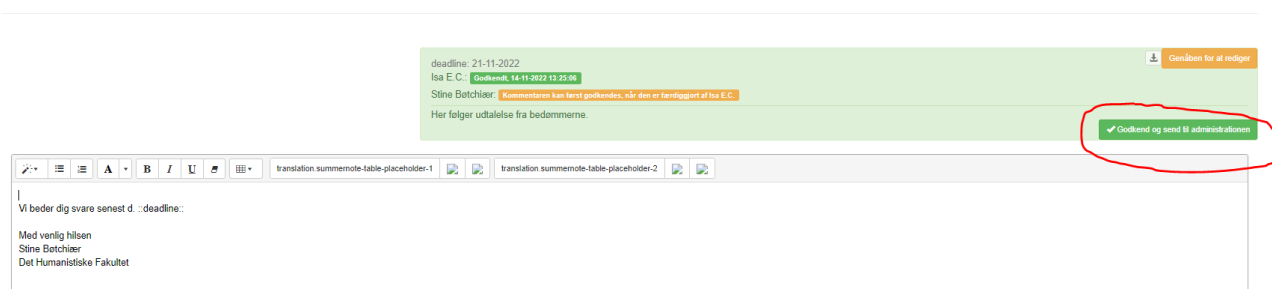 deadline: 21-11-2022
Genåben for at rediger
Isa E.C.: Godkendt, 14-11-2022 13:25:06
Stine Bøtchiær: Kommentaren kan først godkendes, når den er færdiggjort af Isa E.C.
Her følger udtalelse fra bedømmerne.
Godkend og send til administrationen
A B I U translation.summernote-table-placeholder-1 translation.summernote-table-placeholder-2
Vi beder dig svare senest d. ::deadline::
Med venlig hilsen
Stine Bøtchiær
Det Humanistiske Fakultet